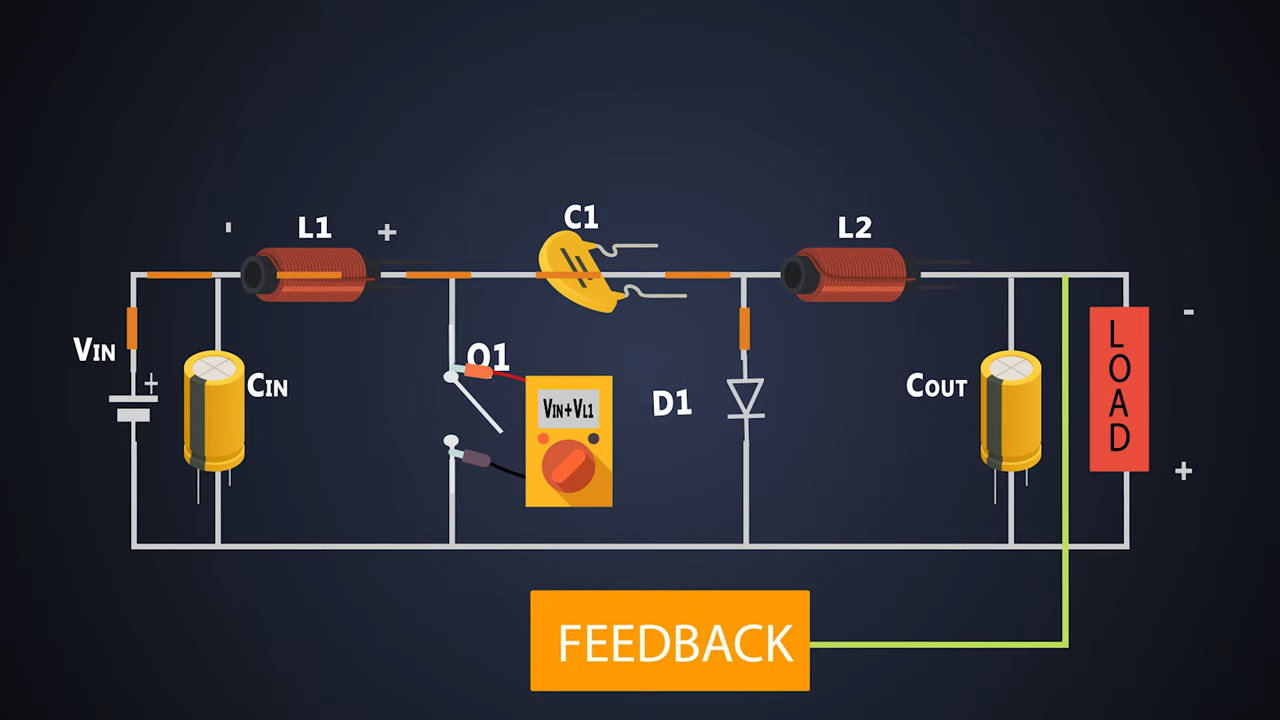 C1
L1
L2
- +
VIN
+
CIN
Q1
VIN+VL1
D1
COUT
LOAD
-
+
FEEDBACK